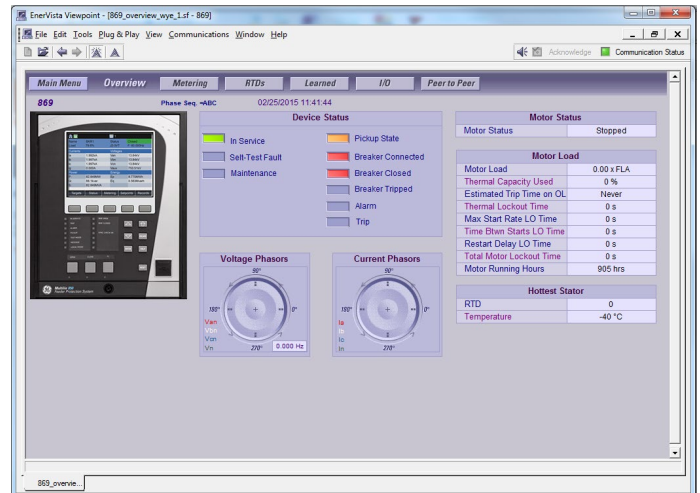 EnerVista Viewpoint - [869_overview_wye_1.sf - 869]
File Edit Tools Plug & Play View Communications Window Help
Acknowledge Communication Status
Main Menu Overview Metering RTDs Learned I/O Peer to Peer
869 Phase Seq. =ABC 02/25/2015 11:41:44
Device Status
In Service
Self-Test Fault
Maintenance
Pickup State
Breaker Connected
Breaker Closed
Breaker Tripped
Alarm
Trip
Voltage Phasors
90°
180° 0°
Van
Vbn
Vcn
Vn 270° 0.000 Hz
Current Phasors
90°
180° 0°
Ia
Ib
Ic
In 270°
Motor Status
Motor Status Stopped
Motor Load
Motor Load 0.00 x FLA
Thermal Capacity Used 0 %
Estimated Trip Time on OL Never
Thermal Lockout Time 0 s
Max Start Rate LO Time 0 s
Time Btwn Starts LO Time 0 s
Restart Delay LO Time 0 s
Total Motor Lockout Time 0 s
Motor Running Hours 905 hrs
Hottest Stator
RTD 0
Temperature -40 °C
869_overvie...